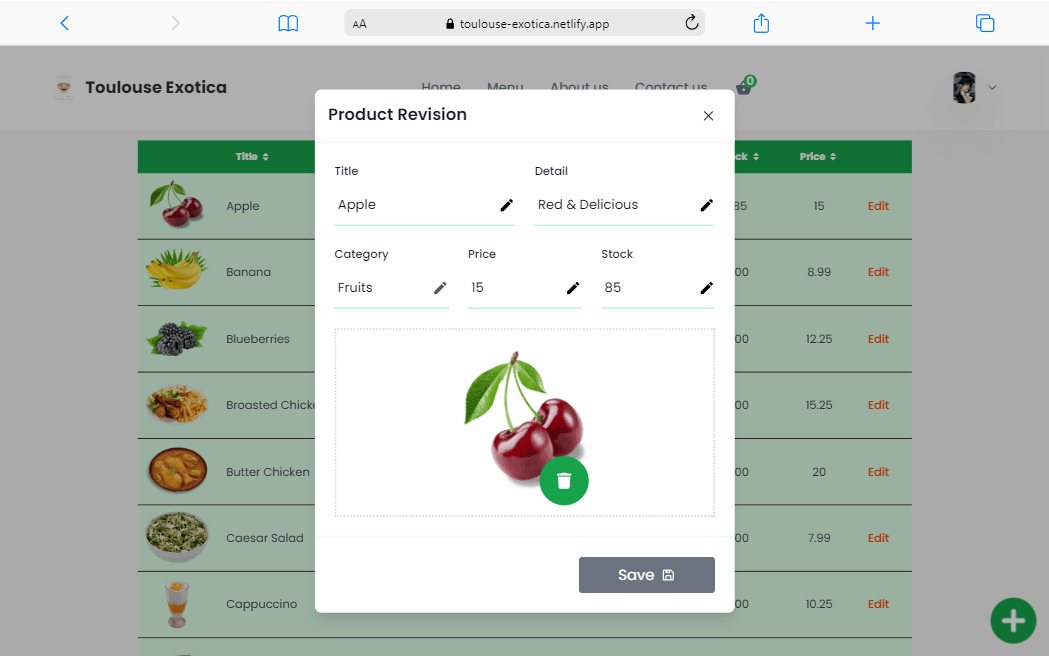 AA toulouse-exotica.netlify.app
Toulouse Exotica Home Menu About us Contact us 0
Product Revision
Title ck Price
Title Detail
Apple Red & Delicious
Apple 85 15 Edit
Category Price Stock
Banana 00 8.99 Edit
Fruits 15 85
Blueberries 00 12.25 Edit
Broasted Chicke 00 15.25 Edit
Butter Chicken 00 20 Edit
Caesar Salad 00 7.99 Edit
Save
Cappuccino 00 10.25 Edit